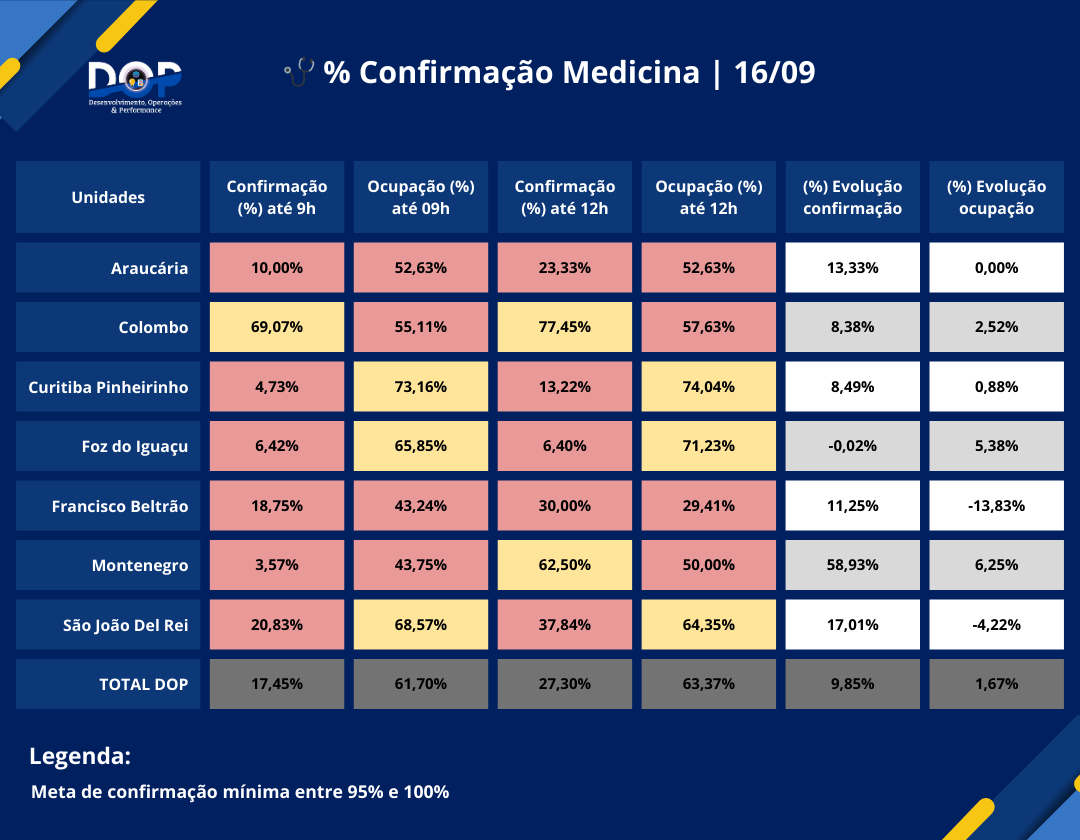 DOP
Desenvolvimento, Operações
& Performance
% Confirmação Medicina | 16/09
Unidades
Confirmação
(%) até 9h
Ocupação (%)
até 09h
Confirmação
(%) até 12h
Ocupação (%)
até 12h
(%) Evolução
confirmação
(%) Evolução
ocupação
Araucária 10,00% 52,63% 23,33% 52,63% 13,33% 0,00%
Colombo 69,07% 55,11% 77,45% 57,63% 8,38% 2,52%
Curitiba Pinheirinho 4,73% 73,16% 13,22% 74,04% 8,49% 0,88%
Foz do Iguaçu 6,42% 65,85% 6,40% 71,23% -0,02% 5,38%
Francisco Beltrão 18,75% 43,24% 30,00% 29,41% 11,25% -13,83%
Montenegro 3,57% 43,75% 62,50% 50,00% 58,93% 6,25%
São João Del Rei 20,83% 68,57% 37,84% 64,35% 17,01% -4,22%
TOTAL DOP 17,45% 61,70% 27,30% 63,37% 9,85% 1,67%
Legenda:
Meta de confirmação mínima entre 95% e 100%